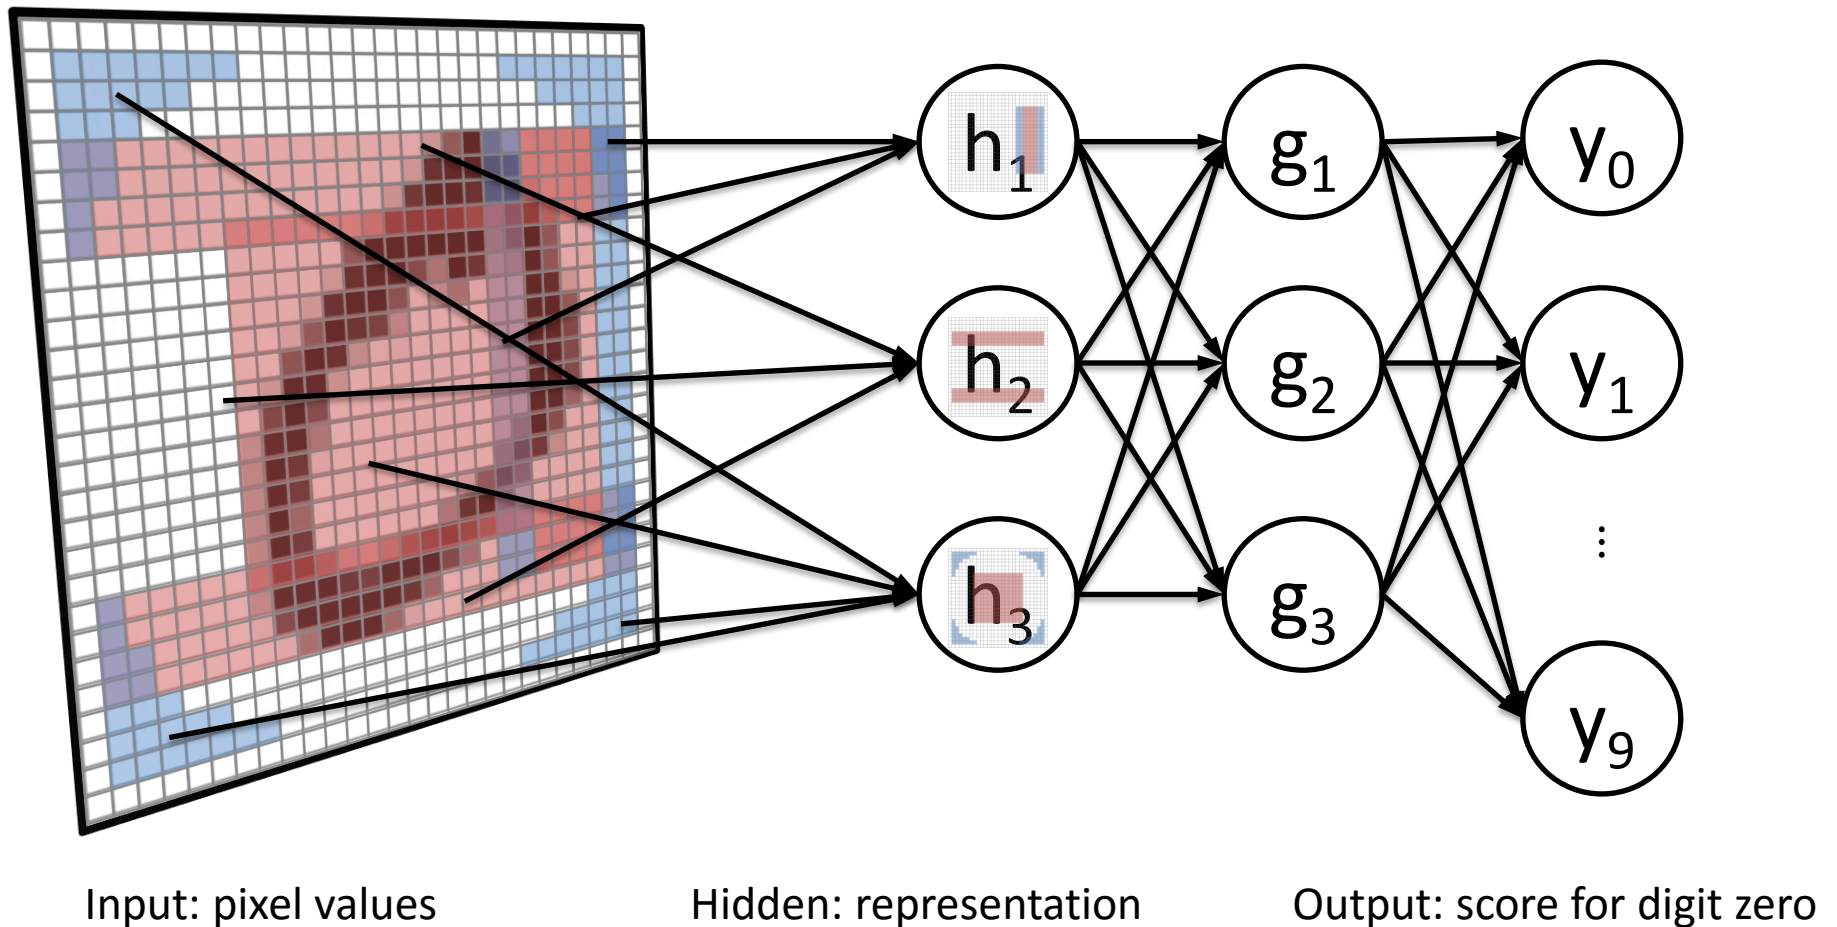 h₁ g₁ y₀
h₂ g₂ y₁
⋮
h₃ g₃
y₉
Input: pixel values Hidden: representation Output: score for digit zero